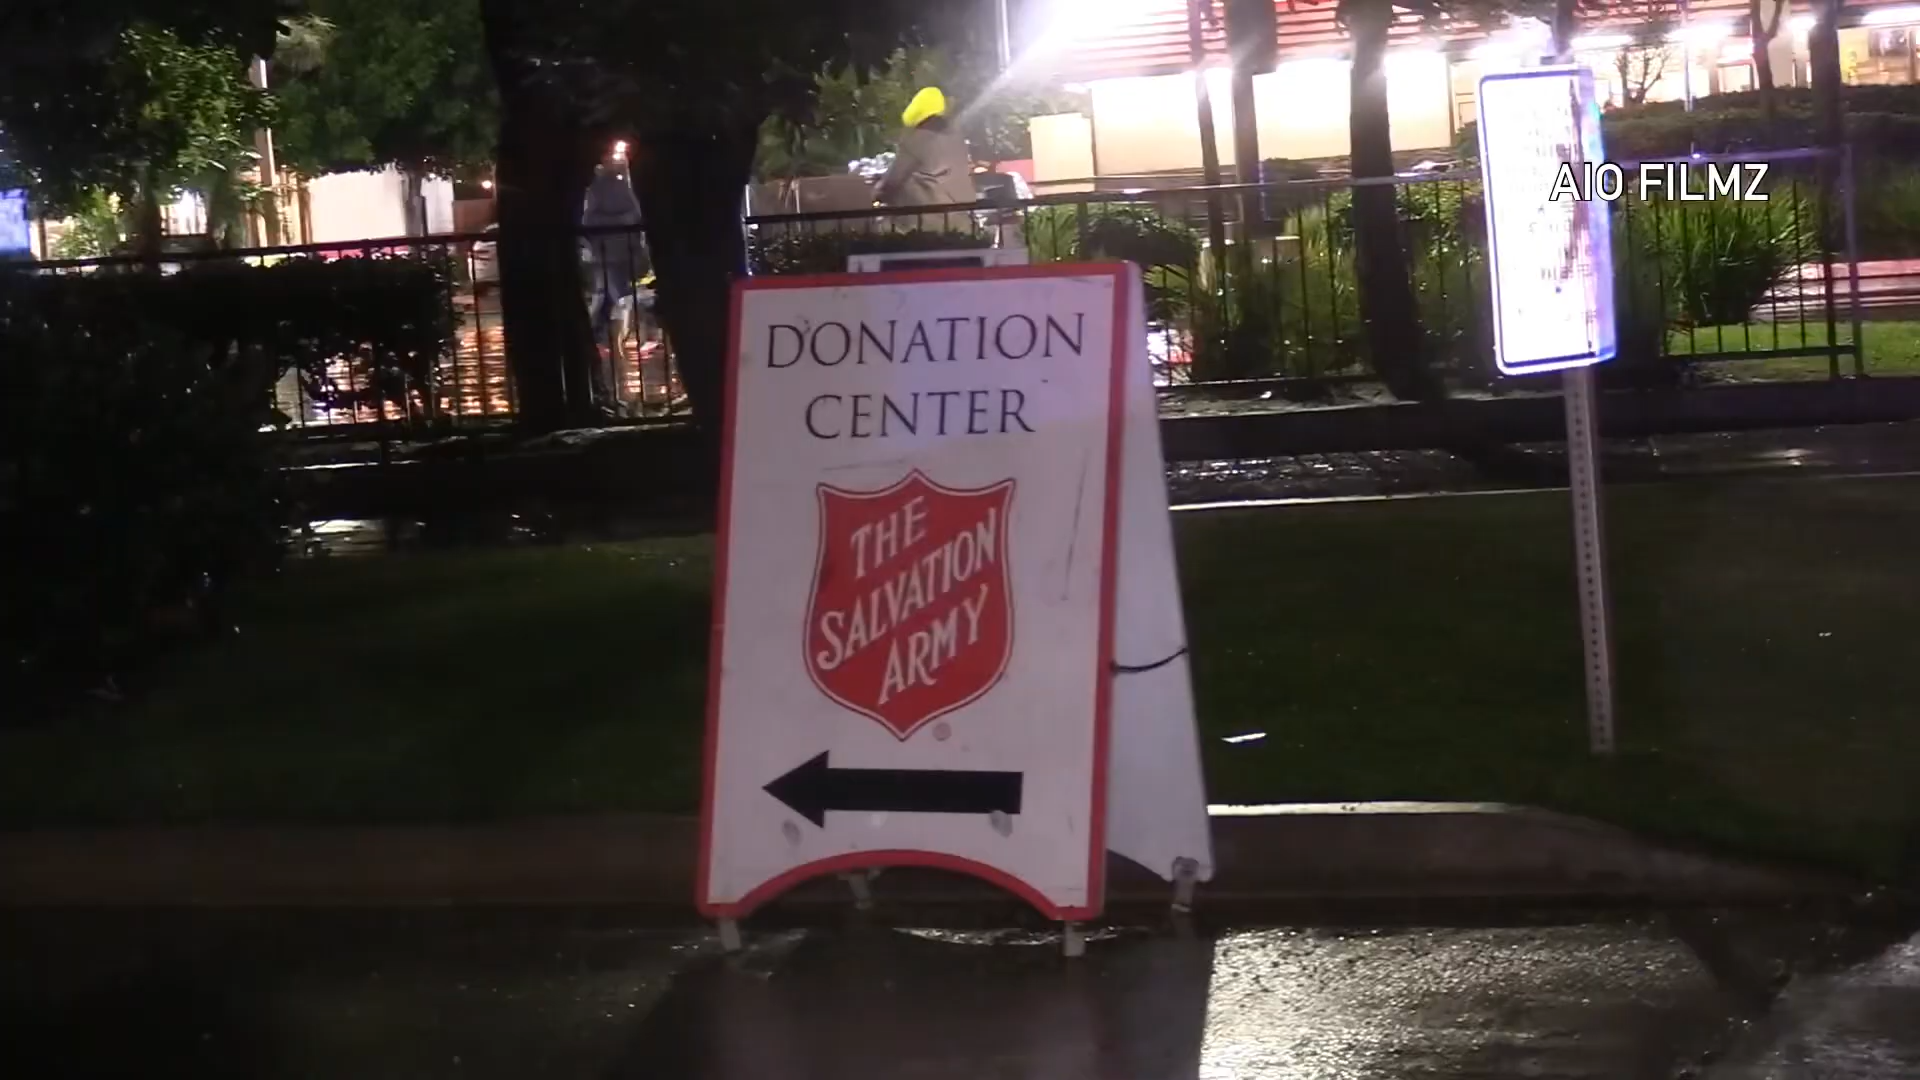 AIO FILMZ
DONATION
CENTER
THE
SALVATION
ARMY